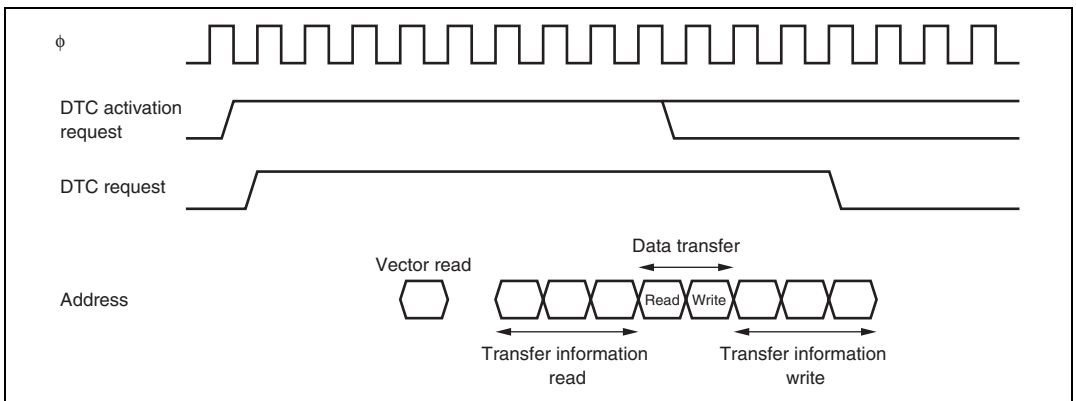 ϕ
DTC activation
request
DTC request
Data transfer
Vector read
Address
Read
Write
Transfer information
read
Transfer information
write